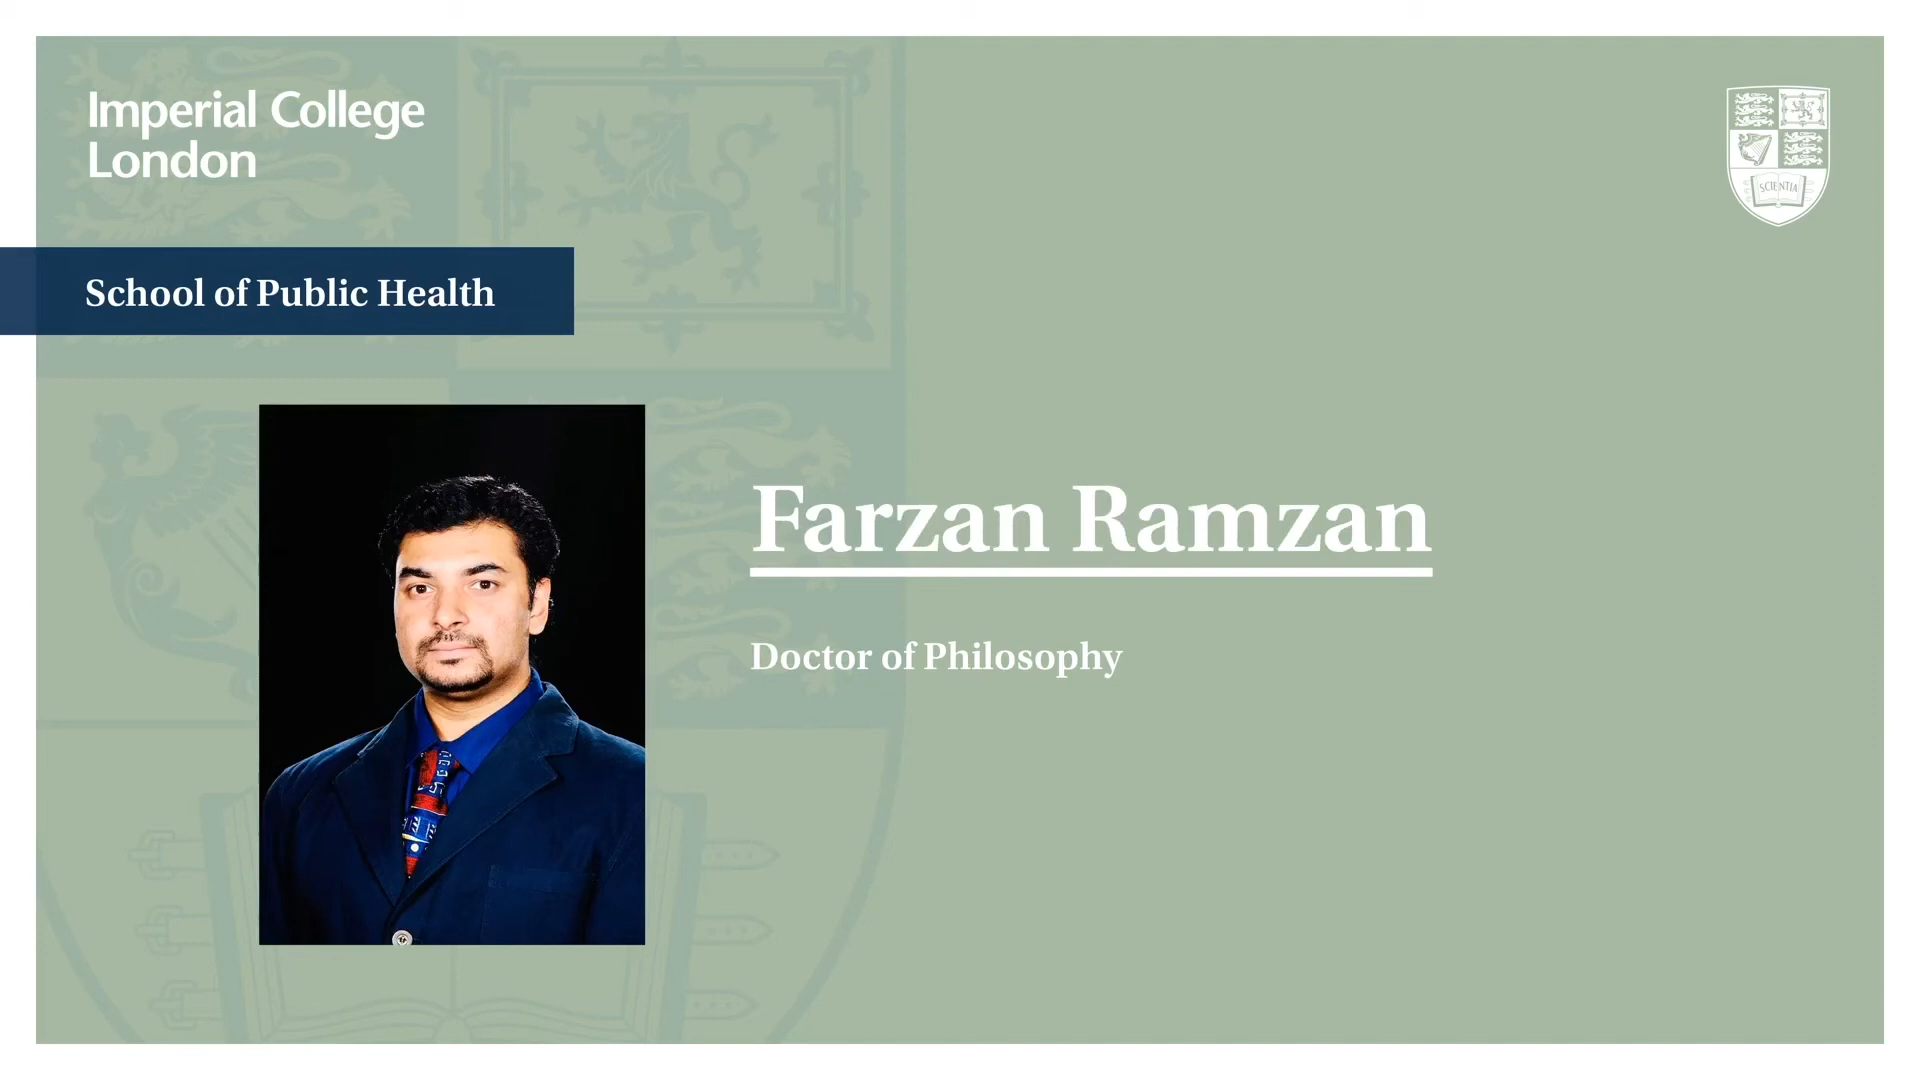 Imperial College
London
SCIENTIA
School of Public Health
Farzan Ramzan
Doctor of Philosophy